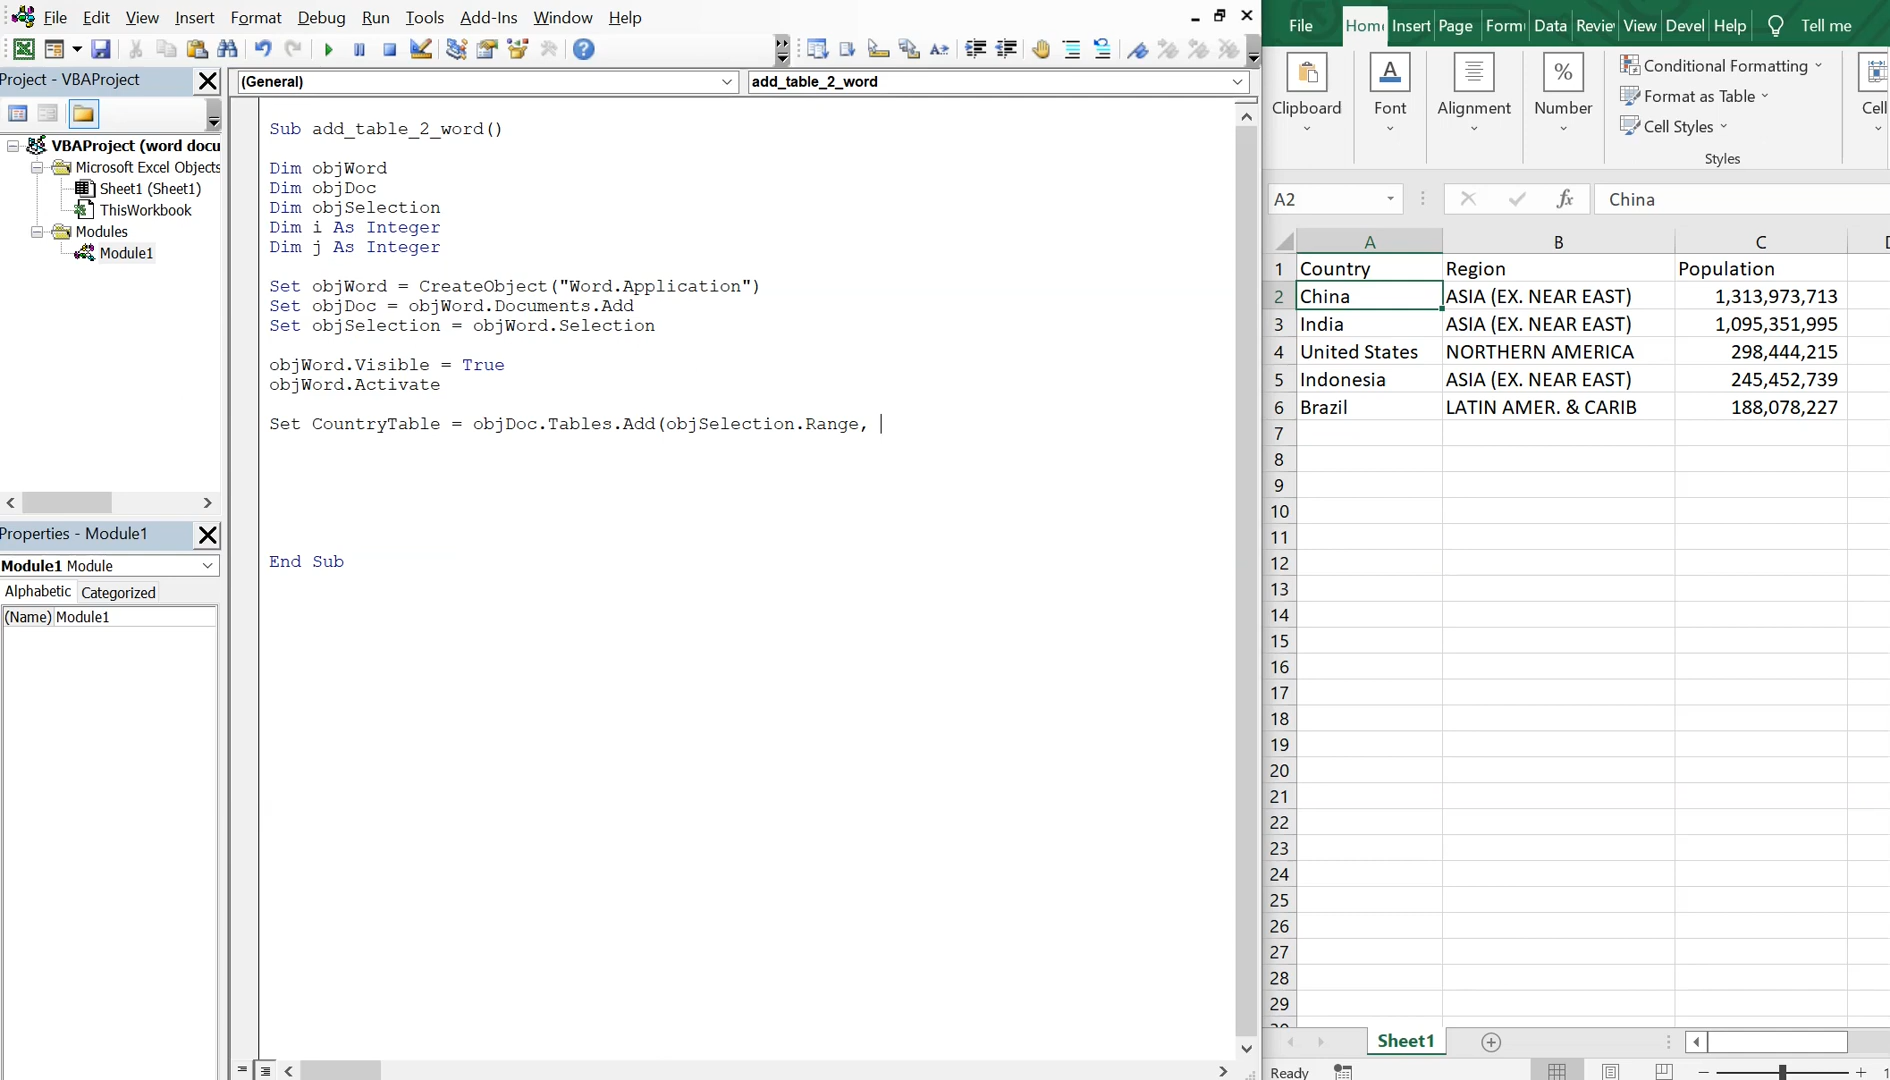 File Edit View Insert Format Debug Run Tools Add-Ins Window Help
Project - VBAProject
(General) add_table_2_word
VBAProject (word docu
Microsoft Excel Objects
Sheet1 (Sheet1)
ThisWorkbook
Modules
Module1
Properties - Module1
Module1 Module
Alphabetic Categorized
(Name) Module1
Sub add_table_2_word()
Dim objWord
Dim objDoc
Dim objSelection
Dim i As Integer
Dim j As Integer
Set objWord = CreateObject("Word.Application")
Set objDoc = objWord.Documents.Add
Set objSelection = objWord.Selection
objWord.Visible = True
objWord.Activate
Set CountryTable = objDoc.Tables.Add(objSelection.Range,
End Sub
File Home Insert Page Form Data Revie View Devel Help Tell me
Clipboard Font Alignment Number Cell
Conditional Formatting
Format as Table
Cell Styles
Styles
A2 fx China
A B C
1 Country Region Population
2 China ASIA (EX. NEAR EAST) 1,313,973,713
3 India ASIA (EX. NEAR EAST) 1,095,351,995
4 United States NORTHERN AMERICA 298,444,215
5 Indonesia ASIA (EX. NEAR EAST) 245,452,739
6 Brazil LATIN AMER. & CARIB 188,078,227
7
8
9
10
11
12
13
14
15
16
17
18
19
20
21
22
23
24
25
26
27
28
29
Sheet1
Ready